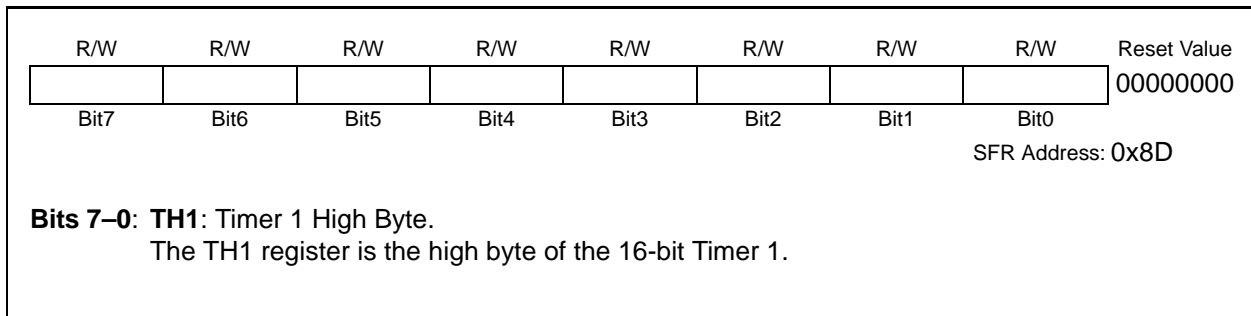 R/W R/W R/W R/W R/W R/W R/W R/W Reset Value
00000000
Bit7 Bit6 Bit5 Bit4 Bit3 Bit2 Bit1 Bit0
SFR Address: 0x8D
Bits 7–0: TH1: Timer 1 High Byte.
The TH1 register is the high byte of the 16-bit Timer 1.